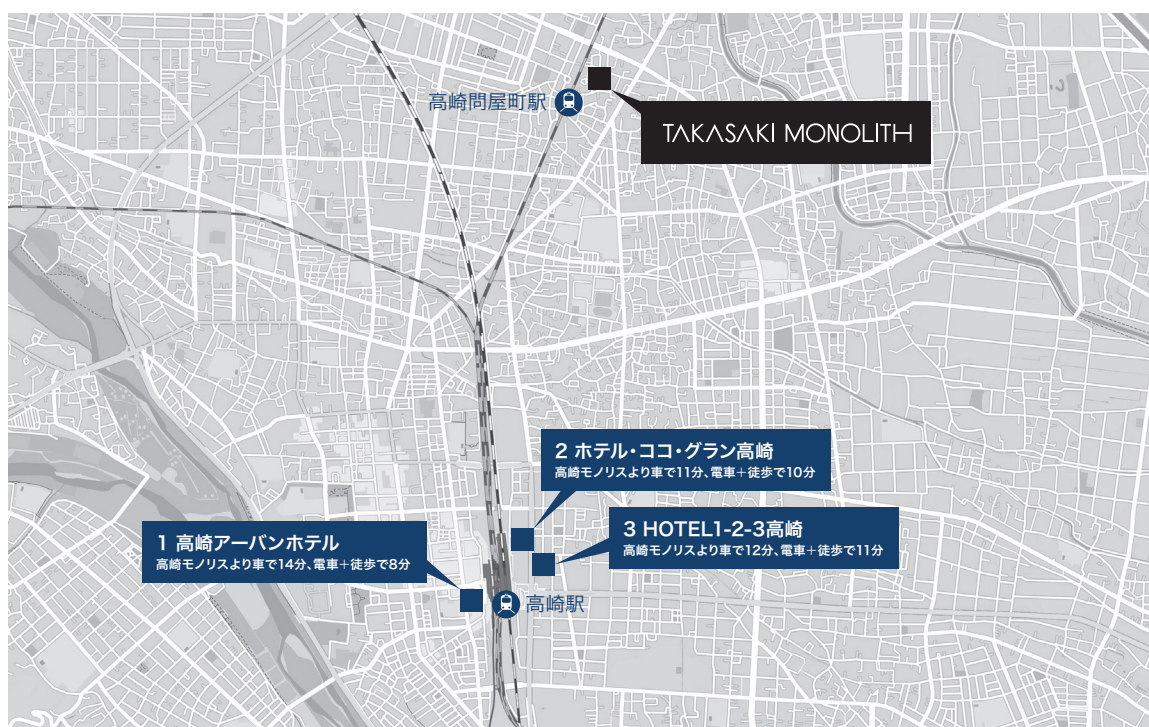 高崎問屋町駅
TAKASAKI MONOLITH
2 ホテル・ココ・グラン高崎
高崎モノリスより車で11分、電車+徒歩で10分
3 HOTEL1-2-3高崎
高崎モノリスより車で12分、電車+徒歩で11分
1 高崎アーバンホテル
高崎モノリスより車で14分、電車+徒歩で8分
高崎駅